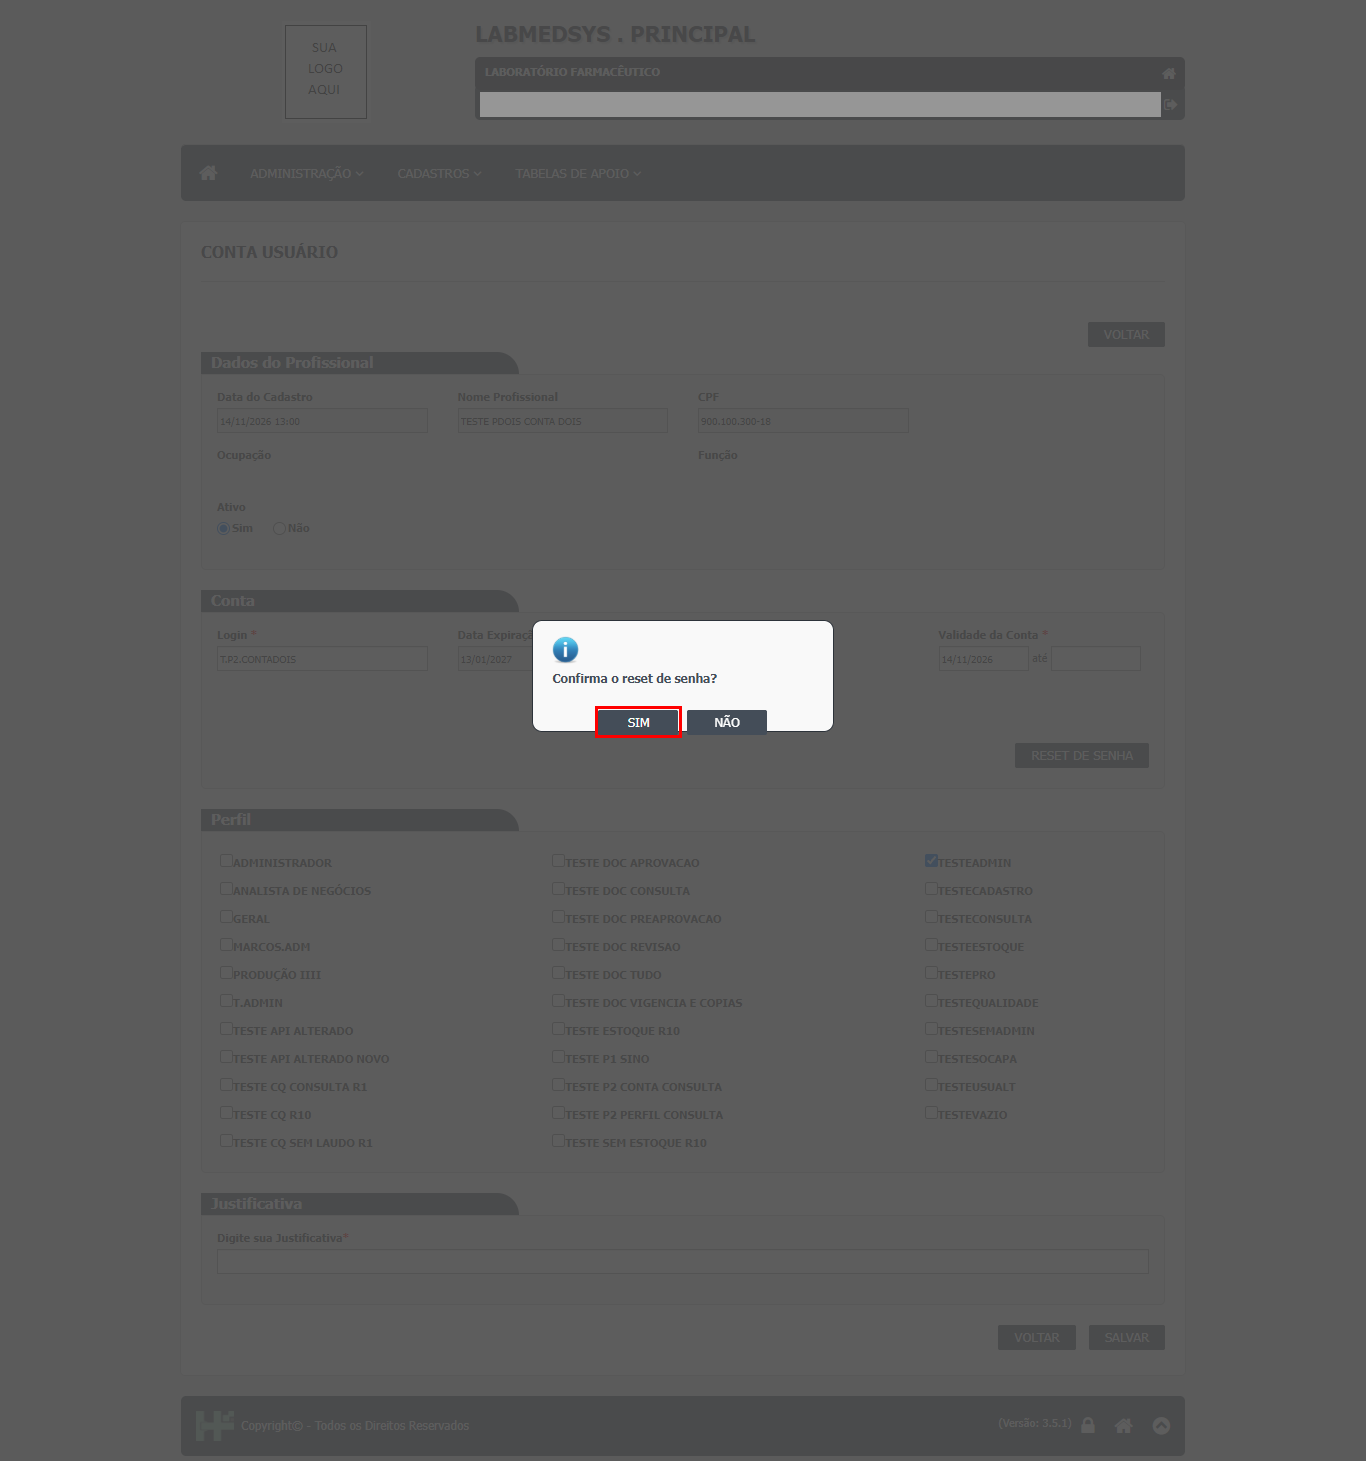 SUA
LOGO
AQUI
LABMEDSYS . PRINCIPAL
LABORATÓRIO FARMACÊUTICO
ADMINISTRAÇÃO CADASTROS TABELAS DE APOIO
CONTA USUÁRIO
VOLTAR
Dados do Profissional
Data do Cadastro Nome Profissional CPF
14/11/2026 13:00 TESTE PDOIS CONTA DOIS 900.100.300-18
Ocupação Função
Ativo
Sim Não
Conta
Login * Data Expiraçã Validade da Conta *
T.P2.CONTADOIS 13/01/2027 14/11/2026 até
Confirma o reset de senha?
SIM NÃO
RESET DE SENHA
Perfil
ADMINISTRADOR TESTE DOC APROVACAO TESTEADMIN
ANALISTA DE NEGÓCIOS TESTE DOC CONSULTA TESTECADASTRO
GERAL TESTE DOC PREAPROVACAO TESTECONSULTA
MARCOS.ADM TESTE DOC REVISAO TESTEESTOQUE
PRODUÇÃO IIII TESTE DOC TUDO TESTEPRO
T.ADMIN TESTE DOC VIGENCIA E COPIAS TESTEQUALIDADE
TESTE API ALTERADO TESTE ESTOQUE R10 TESTESEMADMIN
TESTE API ALTERADO NOVO TESTE P1 SINO TESTESOCAPA
TESTE CQ CONSULTA R1 TESTE P2 CONTA CONSULTA TESTEUSUALT
TESTE CQ R10 TESTE P2 PERFIL CONSULTA TESTEVAZIO
TESTE CQ SEM LAUDO R1 TESTE SEM ESTOQUE R10
Justificativa
Digite sua Justificativa*
VOLTAR SALVAR
Copyright© - Todos os Direitos Reservados (Versão: 3.5.1)